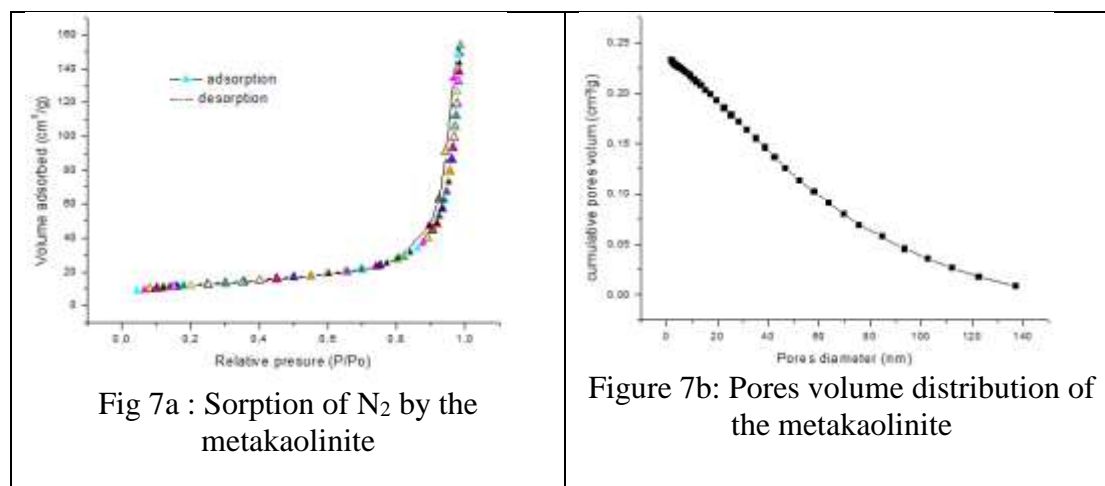 160
140
120
100
80
60
40
20
0
Volume adsorbed (cm³/g)
adsorption
desorption
0.0 0.2 0.4 0.6 0.8 1.0
Relative presure (P/Po)
Fig 7a : Sorption of N₂ by the
metakaolinite
0.25
0.20
0.15
0.10
0.05
0.00
cumulative pores volum (cm³/g)
0 20 40 60 80 100 120 140
Pores diameter (nm)
Figure 7b: Pores volume distribution of
the metakaolinite